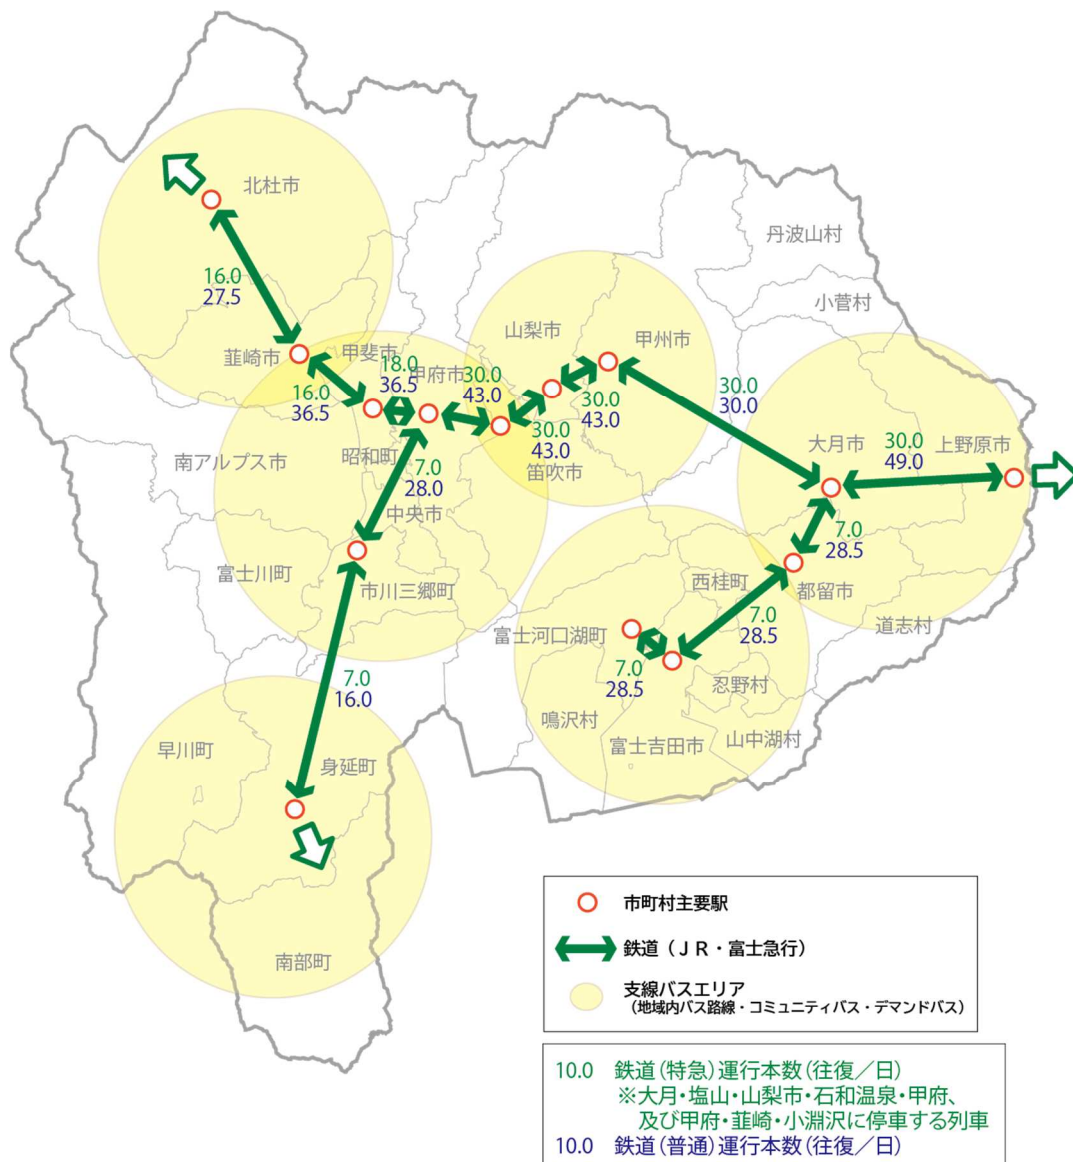 北杜市
丹波山村
小菅村
16.0
27.5
山梨市
甲州市
韮崎市
甲斐市
18.0
36.5
甲府市
16.0
36.5
30.0
43.0
30.0
43.0
30.0
43.0
30.0
30.0
大月市
上野原市
30.0
49.0
南アルプス市
昭和町
7.0
28.0
笛吹市
中央市
7.0
28.5
富士川町
市川三郷町
西桂町
都留市
道志村
富士河口湖町
7.0
28.5
7.0
28.5
忍野村
鳴沢村
富士吉田市
山中湖村
7.0
16.0
早川町
身延町
南部町
市町村主要駅
鉄道（ＪＲ・富士急行）
支線バスエリア
（地域内バス路線・コミュニティバス・デマンドバス）
10.0 鉄道（特急）運行本数（往復／日）
※大月・塩山・山梨市・石和温泉・甲府、
及び甲府・韮崎・小淵沢に停車する列車
10.0 鉄道（普通）運行本数（往復／日）